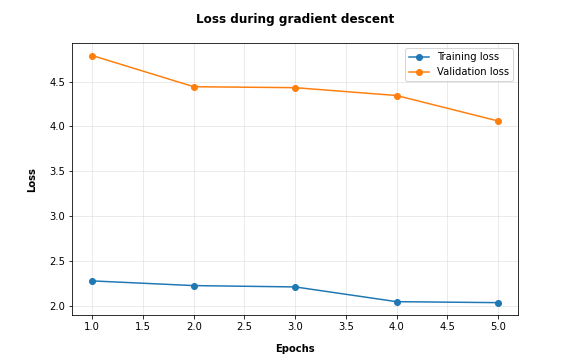 Loss during gradient descent
Training loss
Validation loss
4.5
4.0
3.5
3.0
2.5
2.0
Loss
1.0 1.5 2.0 2.5 3.0 3.5 4.0 4.5 5.0
Epochs